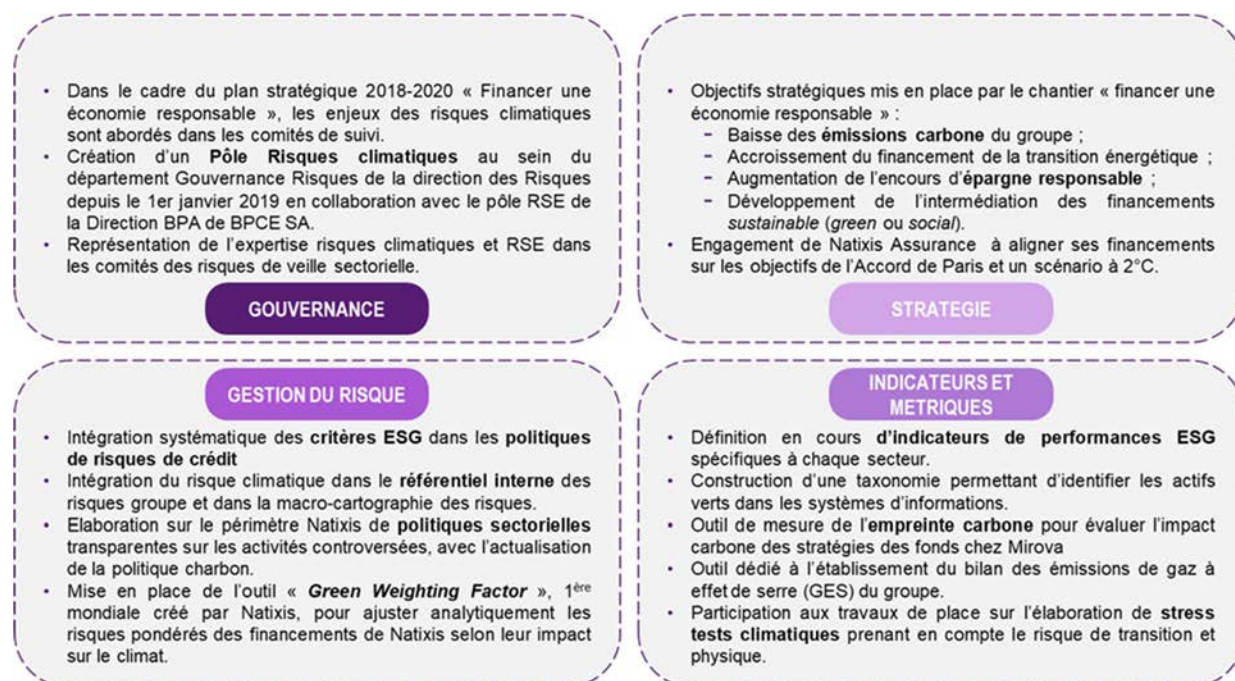 • Dans le cadre du plan stratégique 2018-2020 « Financer une
économie responsable », les enjeux des risques climatiques
sont abordés dans les comités de suivi.
• Création d'un Pôle Risques climatiques au sein du
département Gouvernance Risques de la direction des Risques
depuis le 1er janvier 2019 en collaboration avec le pôle RSE de
la Direction BPA de BPCE SA.
• Représentation de l'expertise risques climatiques et RSE dans
les comités des risques de veille sectorielle.
GOUVERNANCE
• Objectifs stratégiques mis en place par le chantier « financer une
économie responsable » :
- Baisse des émissions carbone du groupe ;
- Accroissement du financement de la transition énergétique ;
- Augmentation de l'encours d'épargne responsable ;
- Développement de l'intermédiation des financements
sustainable (green ou social).
• Engagement de Natixis Assurance à aligner ses financements
sur les objectifs de l'Accord de Paris et un scénario à 2°C.
STRATEGIE
GESTION DU RISQUE
• Intégration systématique des critères ESG dans les politiques
de risques de crédit
• Intégration du risque climatique dans le référentiel interne des
risques groupe et dans la macro-cartographie des risques.
• Elaboration sur le périmètre Natixis de politiques sectorielles
transparentes sur les activités controversées, avec l'actualisation
de la politique charbon.
• Mise en place de l'outil « Green Weighting Factor », 1ère
mondiale créé par Natixis, pour ajuster analytiquement les
risques pondérés des financements de Natixis selon leur impact
sur le climat.
INDICATEURS ET
METRIQUES
• Définition en cours d'indicateurs de performances ESG
spécifiques à chaque secteur.
• Construction d'une taxonomie permettant d'identifier les actifs
verts dans les systèmes d'informations.
• Outil de mesure de l'empreinte carbone pour évaluer l'impact
carbone des stratégies des fonds chez Mirova
• Outil dédié à l'établissement du bilan des émissions de gaz à
effet de serre (GES) du groupe.
• Participation aux travaux de place sur l'élaboration de stress
tests climatiques prenant en compte le risque de transition et
physique.